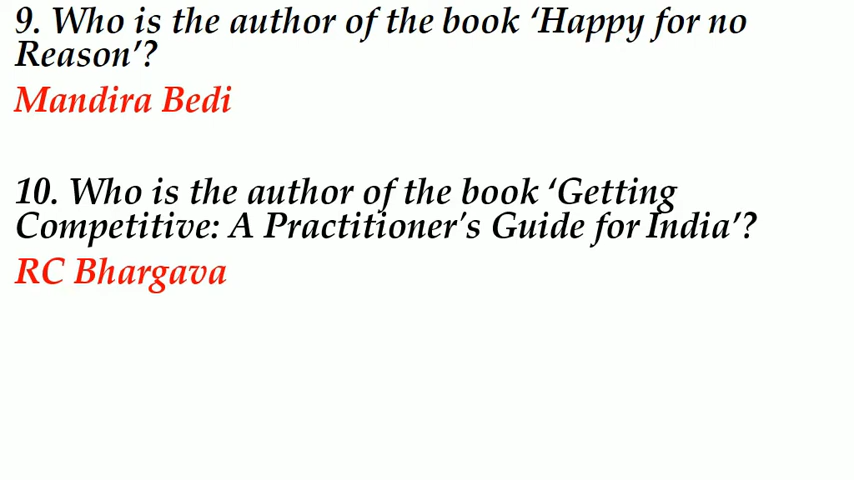 9. Who is the author of the book ‘Happy for no
Reason’?
Mandira Bedi
10. Who is the author of the book ‘Getting
Competitive: A Practitioner's Guide for India’?
RC Bhargava